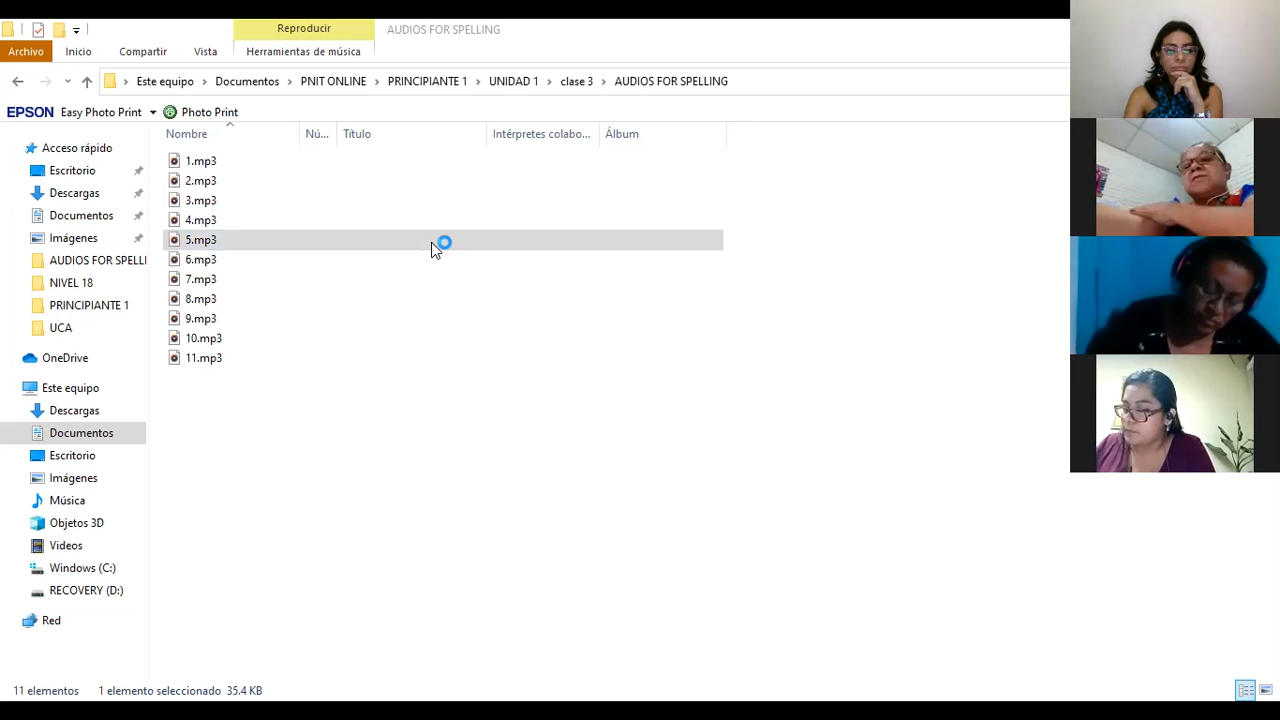 Reproducir
AUDIOS FOR SPELLING
Archivo
Inicio
Compartir
Vista
Herramientas de música
Este equipo
Documentos
PNIT ONLINE
PRINCIPIANTE 1
UNIDAD 1
clase 3
AUDIOS FOR SPELLING
EPSON Easy Photo Print
Photo Print
Nombre
Nú...
Título
Intérpretes colabo...
Álbum
Acceso rápido
Escritorio
Descargas
Documentos
Imágenes
AUDIOS FOR SPELLI
NIVEL 18
PRINCIPIANTE 1
UCA
OneDrive
Este equipo
Descargas
Documentos
Escritorio
Imágenes
Música
Objetos 3D
Videos
Windows (C:)
RECOVERY (D:)
Red
1.mp3
2.mp3
3.mp3
4.mp3
5.mp3
6.mp3
7.mp3
8.mp3
9.mp3
10.mp3
11.mp3
11 elementos
1 elemento seleccionado 35.4 KB